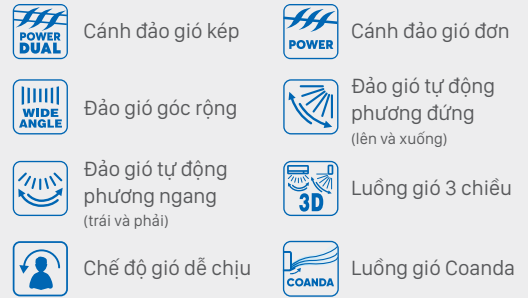 POWER
DUAL
Cánh đảo gió kép
POWER
Cánh đảo gió đơn
WIDE
ANGLE
Đảo gió góc rộng
Đảo gió tự động
phương đứng
(lên và xuống)
Đảo gió tự động
phương ngang
(trái và phải)
3D
Luồng gió 3 chiều
Chế độ gió dễ chịu
COANDA
Luồng gió Coanda